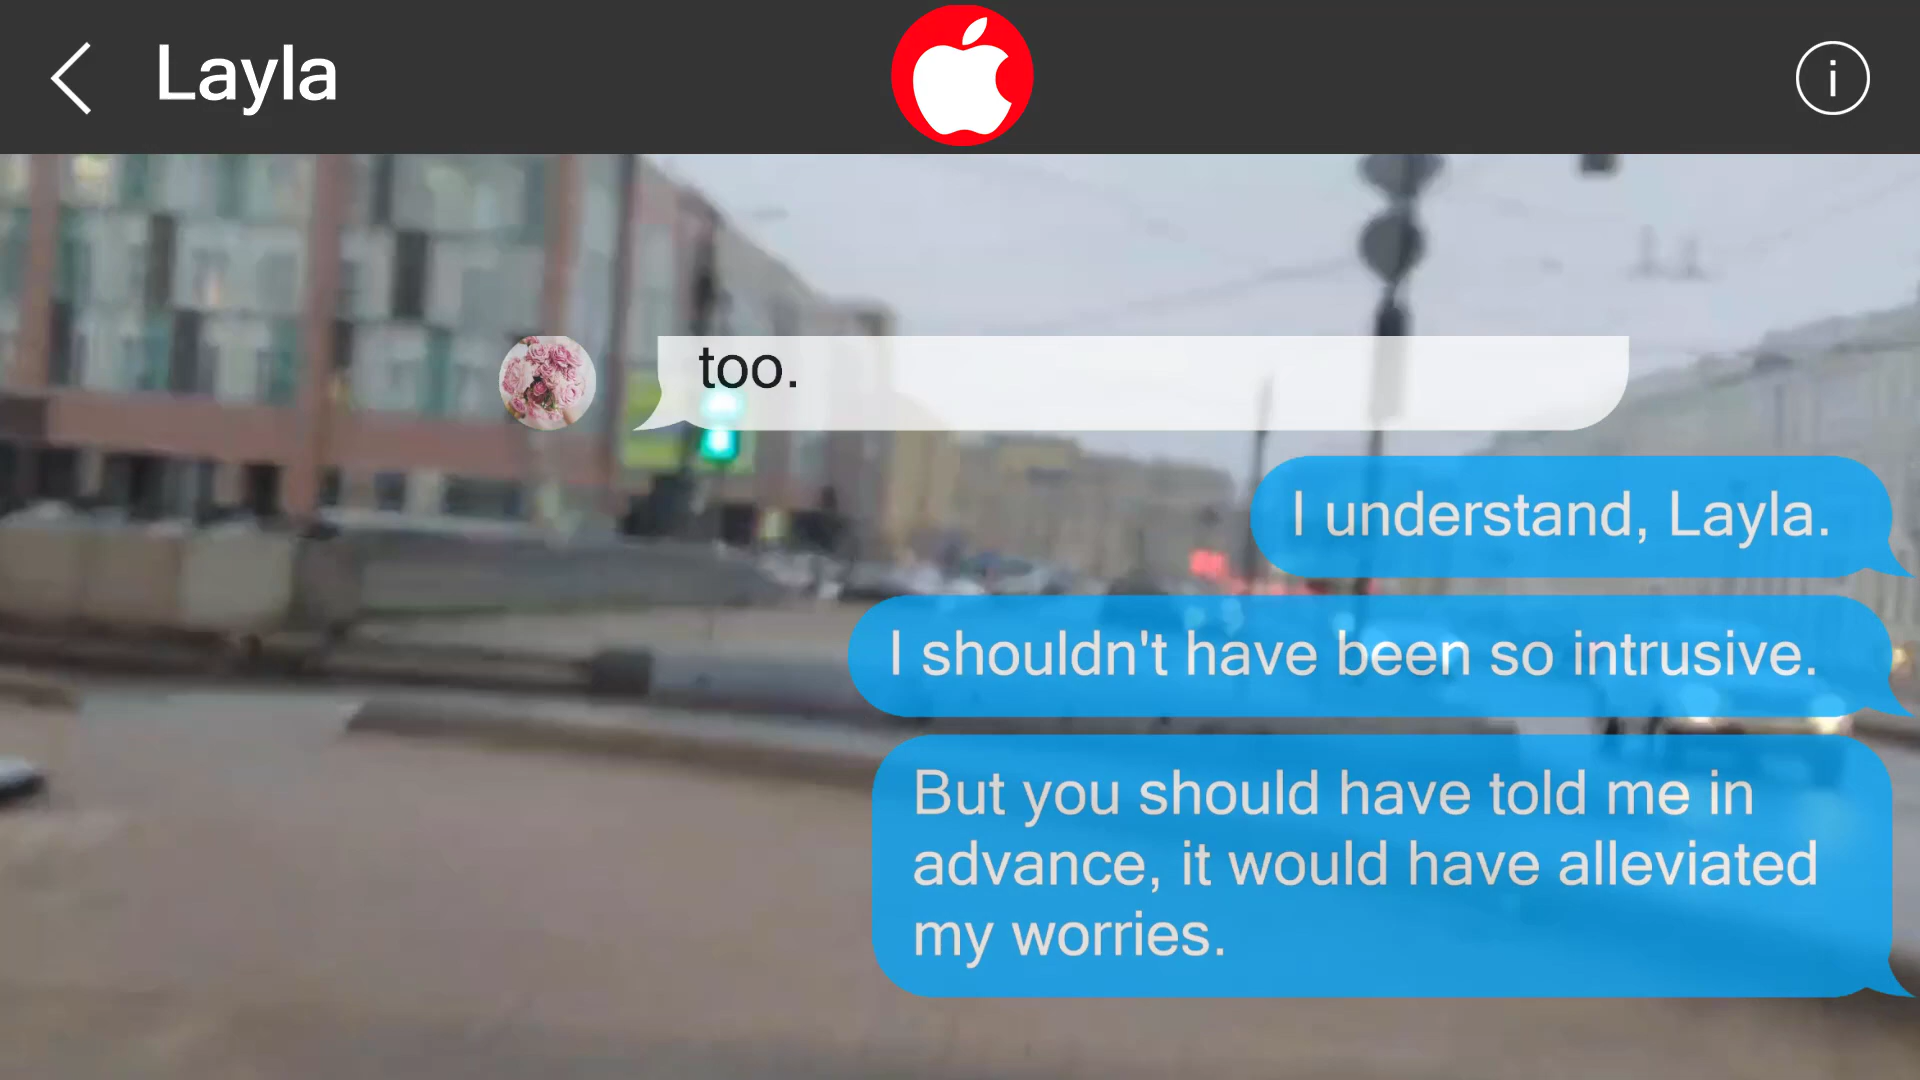 Layla
too.
I understand, Layla.
I shouldn't have been so intrusive.
But you should have told me in
advance, it would have alleviated
my worries.